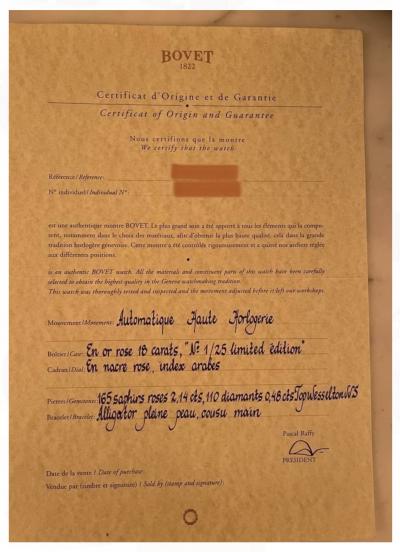 BOVET
1822
Certificat d'Origine et de Garantie
Certificat of Origin and Guarantee
Nous certifions que la montre
We certify that the watch
Référence / Reference:
N° individuel / Individual N°:
est une authentique montre BOVET. Le plus grand soin a été apporté à tous les éléments qui la compo-
sent, notamment dans le choix des matériaux, afin d'obtenir la plus haute qualité, cela dans la grande
tradition horlogère genevoise. Cette montre a été contrôlée rigoureusement et a quitté nos ateliers réglée
aux différentes positions.
is an authentic BOVET watch. All the materials and constituent parts of this watch have been carefully
selected to obtain the highest quality in the Geneva watchmaking tradition.
This watch was thoroughly tested and inspected and the movement adjusted before it left our workshops.
Mouvement / Movement: Automatique Haute Horlogerie
Boîtier / Case: En or rose 18 carats, "N° 1/25 limited édition"
Cadran / Dial: En nacre rose, index arabes
Pierres / Gemstone: 165 saphirs roses 2,14 cts, 110 diamants 0,48 cts Top Wesselton VVS
Bracelet / Bracelet: Alligator pleine peau, cousu main
Pascal Raffy
PRESIDENT
Date de la vente / Date of purchase:
Vendue par (timbre et signature) / Sold by (stamp and signature):